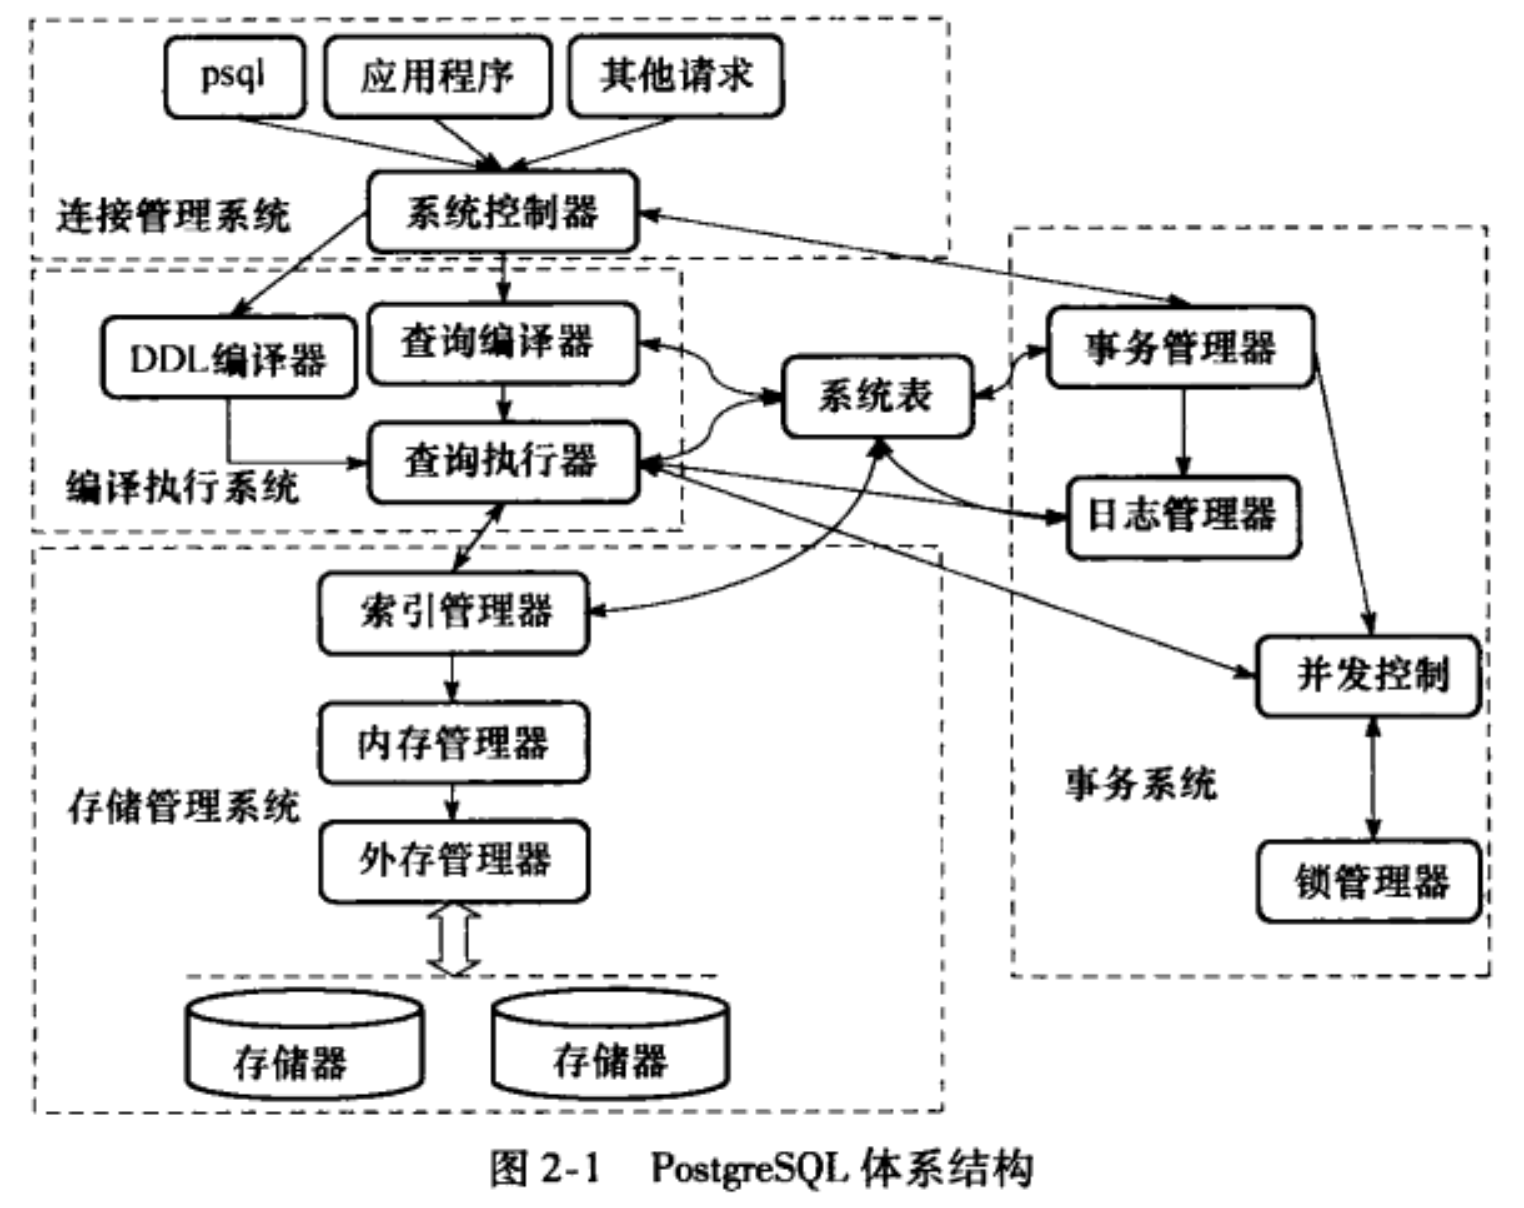 psql
应用程序
其他请求
系统控制器
连接管理系统
DDL编译器
查询编译器
查询执行器
编译执行系统
系统表
事务管理器
日志管理器
并发控制
锁管理器
事务系统
索引管理器
内存管理器
外存管理器
存储管理系统
存储器
存储器
图 2-1 PostgreSQL 体系结构